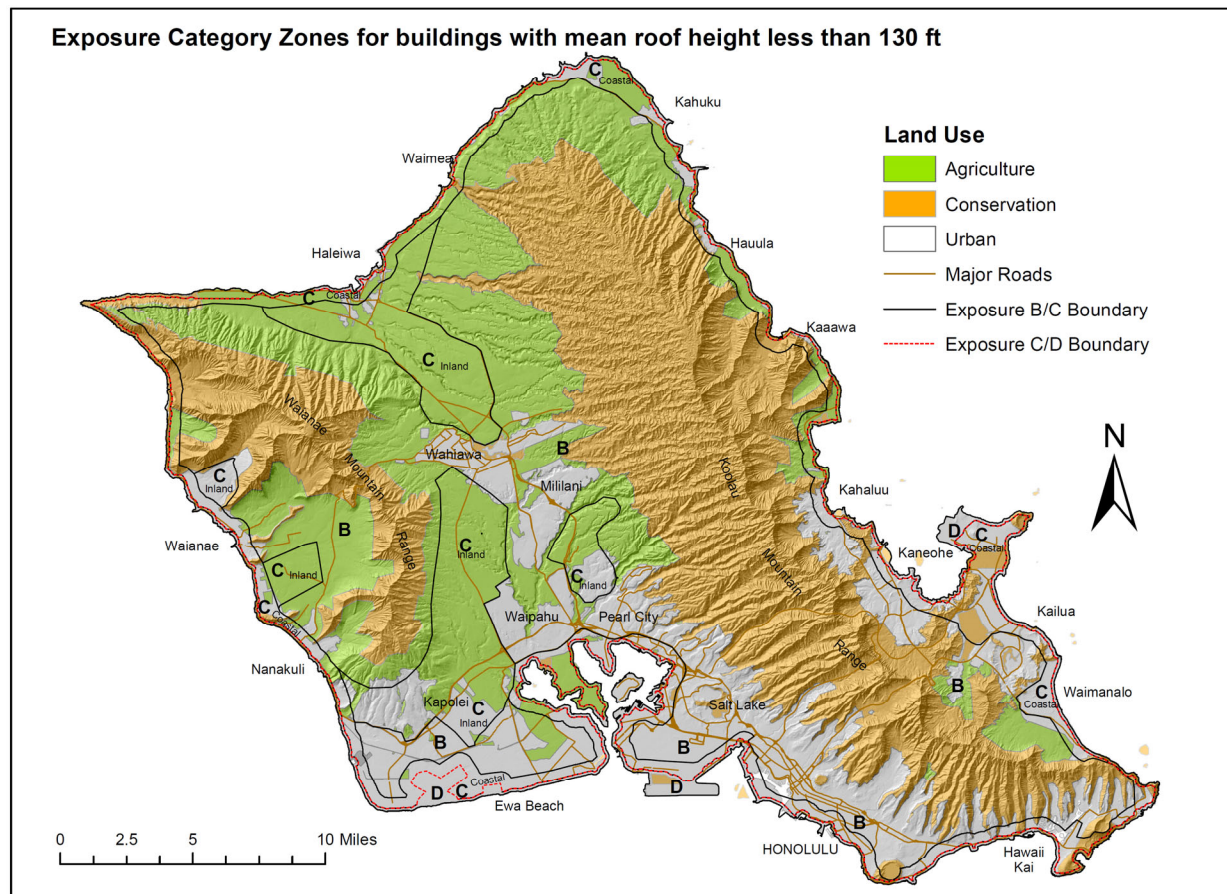 Exposure Category Zones for buildings with mean roof height less than 130 ft
C
Coastal
Kahuku
Land Use
Agriculture
Conservation
Urban
Major Roads
Exposure B/C Boundary
Exposure C/D Boundary
Waimea
Hauula
Haleiwa
C
Coastal
Kaaawa
C Inland
Waianae
Mountain
Range
Wahiawa
B
Mililani
Koolau
Mountain
Range
N
C
Inland
Kahaluu
B
D
C
Coastal
Kaneohe
Waianae
C
Inland
C Inland
C
Inland
C
Coastal
Waipahu
Pearl City
Kailua
Nanakuli
B
Waimanalo
C
Coastal
Kapolei
C
Inland
Salt Lake
B
B
D
C
Coastal
D
Ewa Beach
B
HONOLULU
Hawaii
Kai
0 2.5 5 10 Miles